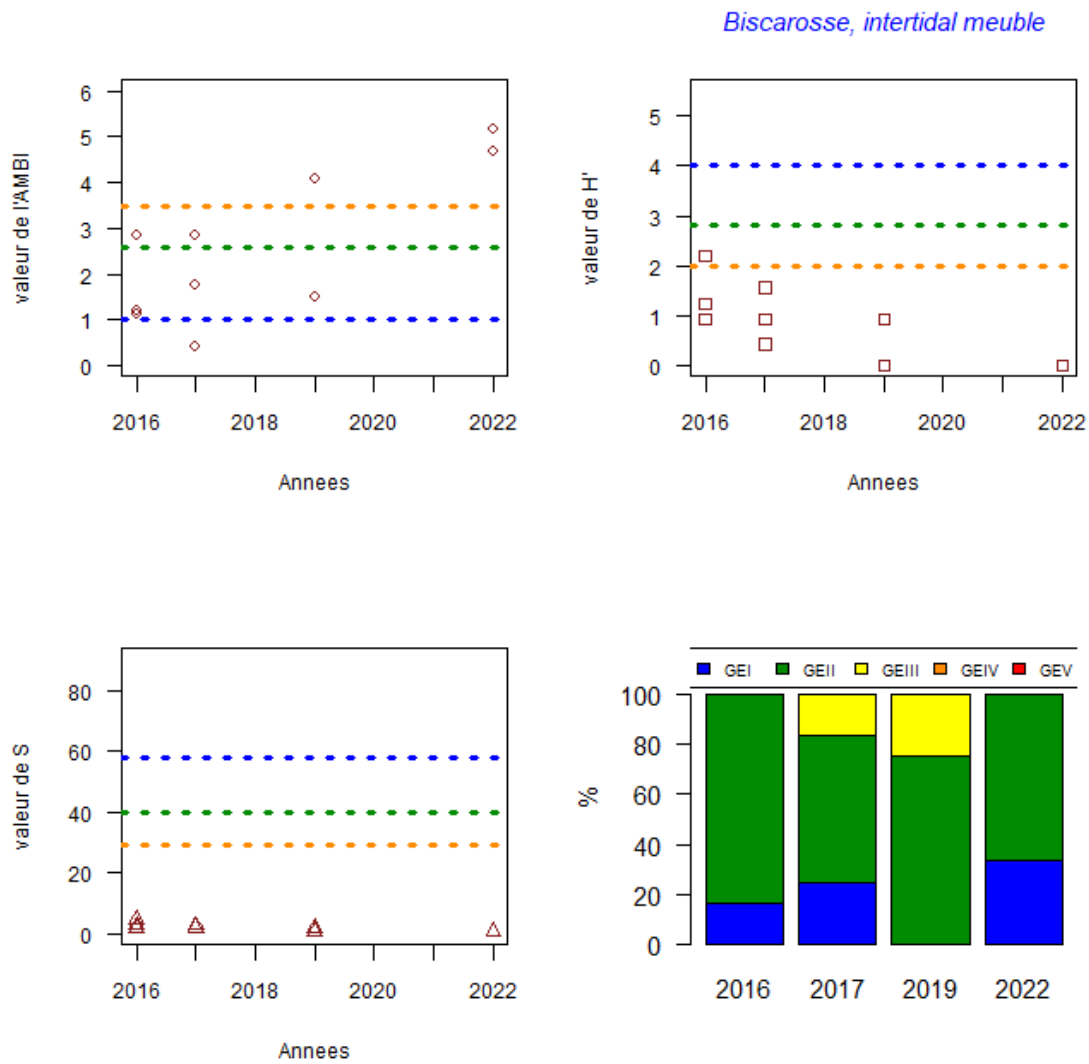 Biscarosse, intertidal meuble
valeur de l'AMBI
6
5
4
3
2
1
0
2016 2018 2020 2022
Annees
valeur de H'
5
4
3
2
1
0
2016 2018 2020 2022
Annees
valeur de S
80
60
40
20
0
2016 2018 2020 2022
Annees
GEI GEII GEIII GEIV GEV
%
100
80
60
40
20
0
2016 2017 2019 2022